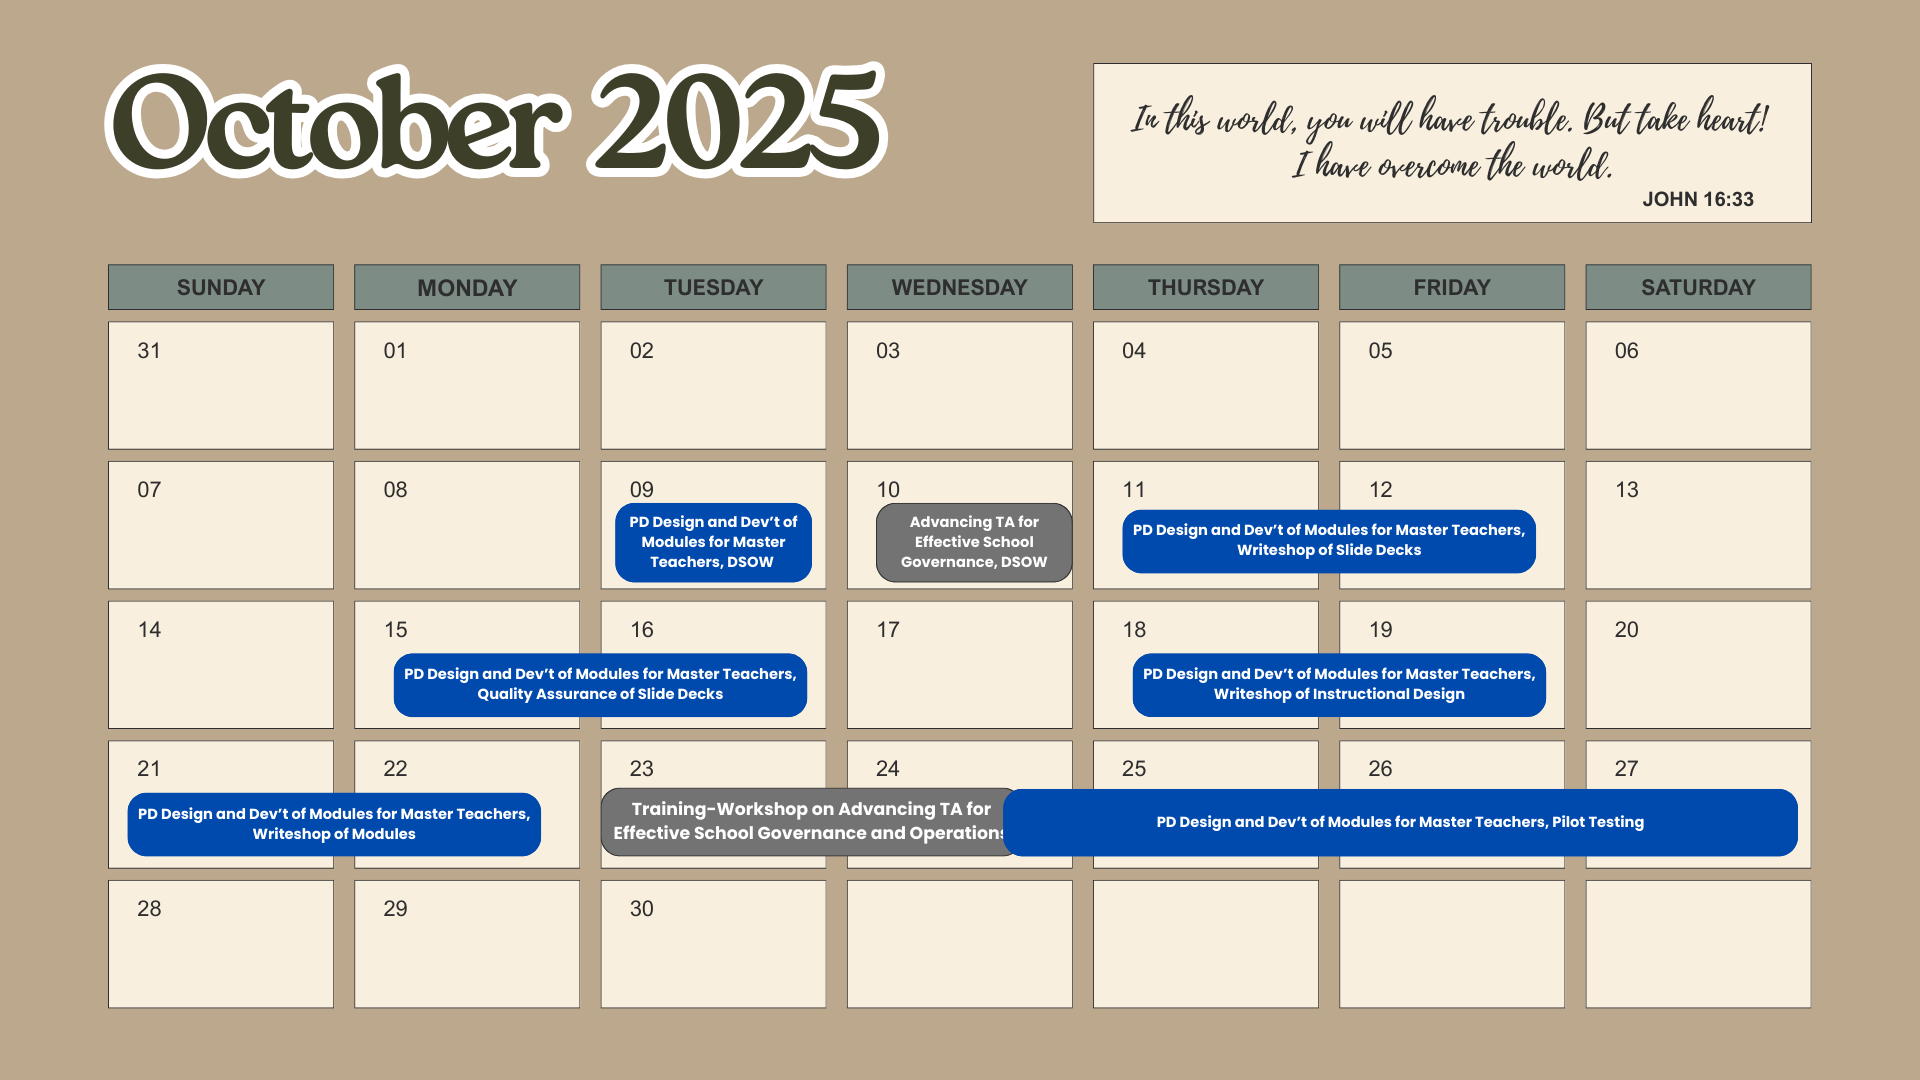 October 2025
In this world, you will have trouble. But take heart!
I have overcome the world.
JOHN 16:33
SUNDAY
MONDAY
TUESDAY
WEDNESDAY
THURSDAY
FRIDAY
SATURDAY
31
01
02
03
04
05
06
07
08
09
PD Design and Dev’t of
Modules for Master
Teachers, DSOW
10
Advancing TA for
Effective School
Governance, DSOW
11
12
PD Design and Dev’t of Modules for Master Teachers,
Writeshop of Slide Decks
13
14
15
16
PD Design and Dev’t of Modules for Master Teachers,
Quality Assurance of Slide Decks
17
18
19
PD Design and Dev’t of Modules for Master Teachers,
Writeshop of Instructional Design
20
21
22
PD Design and Dev’t of Modules for Master Teachers,
Writeshop of Modules
23
24
Training-Workshop on Advancing TA for
Effective School Governance and Operations
25
26
27
PD Design and Dev’t of Modules for Master Teachers, Pilot Testing
28
29
30